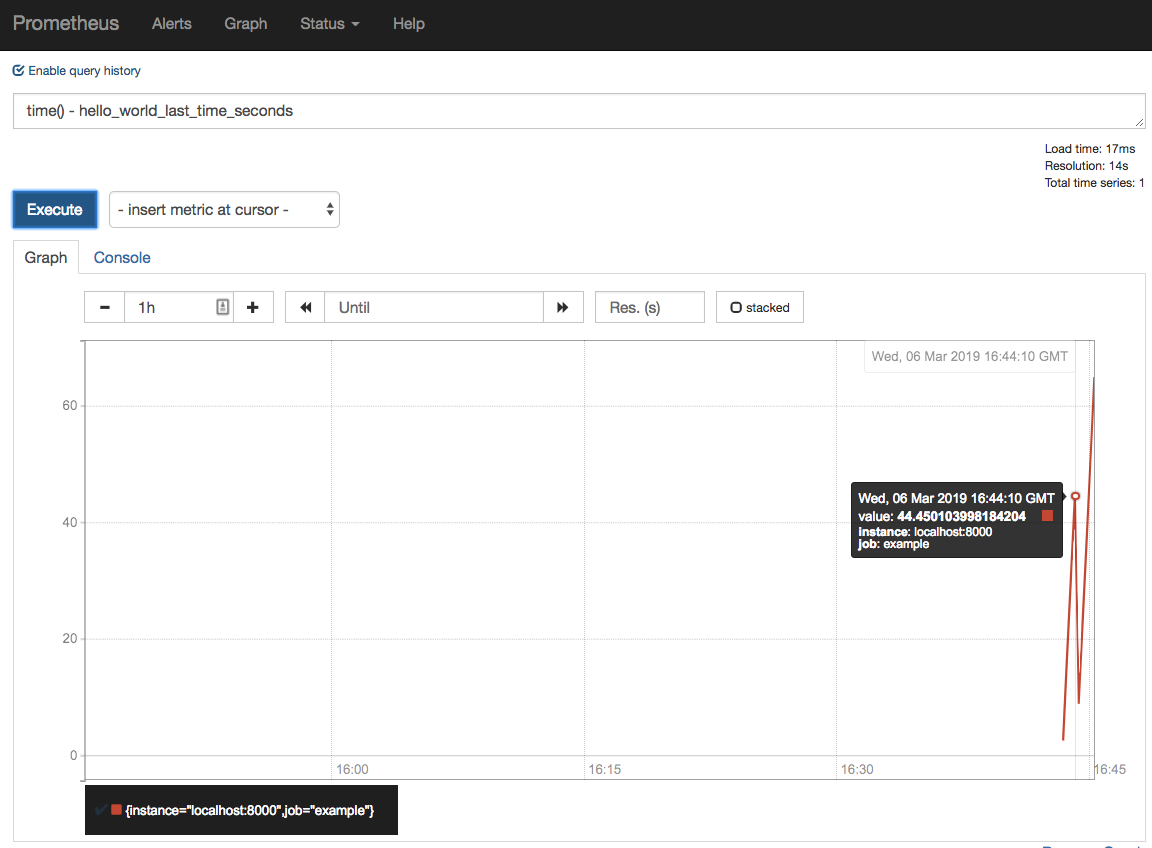 Prometheus Alerts Graph Status Help
Enable query history
time() - hello_world_last_time_seconds
Load time: 17ms
Resolution: 14s
Total time series: 1
Execute - insert metric at cursor -
Graph Console
− 1h + Until Res. (s) stacked
Wed, 06 Mar 2019 16:44:10 GMT
60
Wed, 06 Mar 2019 16:44:10 GMT
value: 44.450103998184204
instance: localhost:8000
job: example
40
20
0
16:00 16:15 16:30 16:45
{instance="localhost:8000",job="example"}